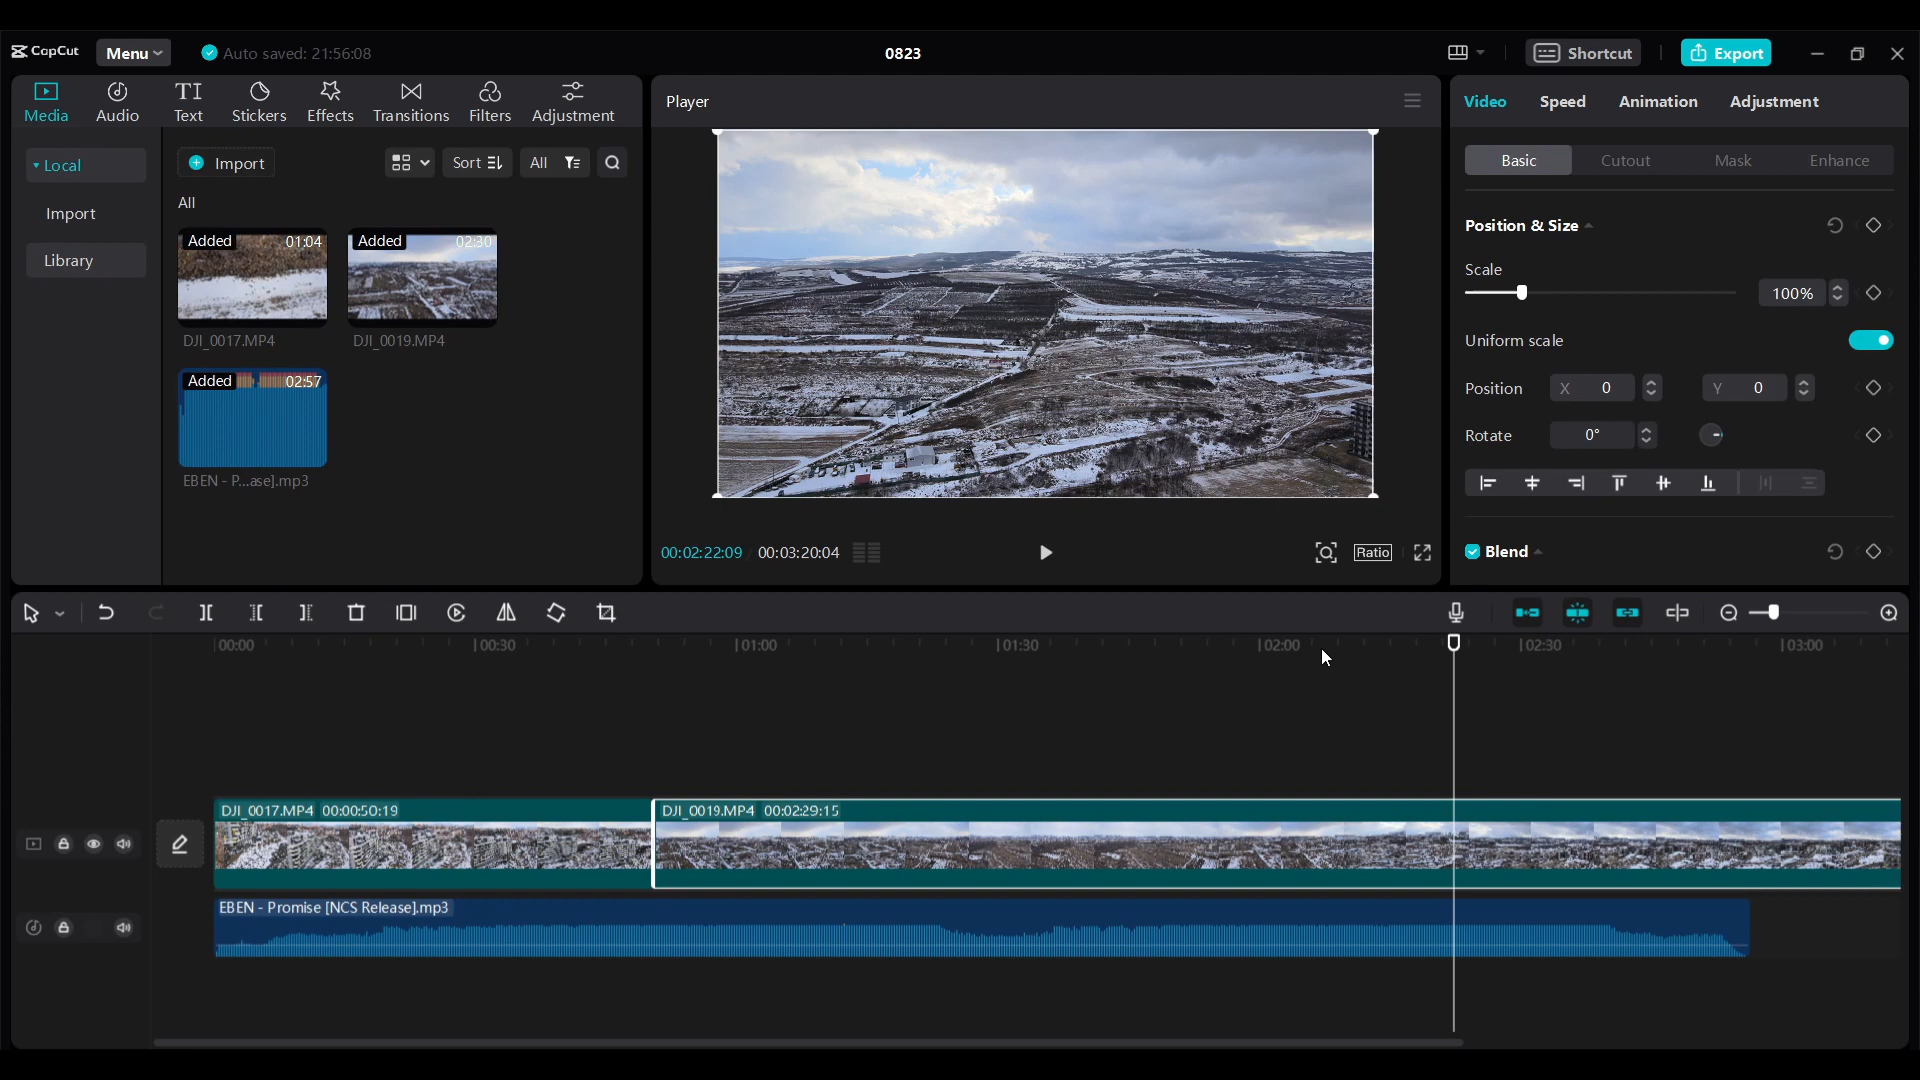 CapCut
Menu
Auto saved: 21:56:08
0823
Shortcut
Export
Media
Audio
TI
Text
Stickers
Effects
Transitions
Filters
Adjustment
Player
Video
Speed
Animation
Adjustment
Local
Import
Library
Import
Sort
All
All
Added 01:04
DJI_0017.MP4
Added 02:30
DJI_0019.MP4
Added 02:57
EBEN - P...ase].mp3
00:02:22:09
00:03:20:04
Ratio
Basic
Cutout
Mask
Enhance
Position & Size
Scale
100%
Uniform scale
Position
X 0
Y 0
Rotate
0°
Blend
00:00
00:30
01:00
01:30
02:00
02:30
03:00
DJI_0017.MP4 00:00:50:19
DJI_0019.MP4 00:02:29:15
EBEN - Promise [NCS Release].mp3